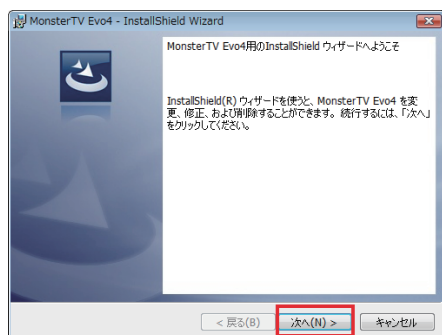 MonsterTV Evo4 - InstallShield Wizard
MonsterTV Evo4用のInstallShield ウィザードへようこそ
InstallShield(R) ウィザードを使うと、MonsterTV Evo4 を変
更、修正、および削除することができます。続行するには、「次へ」
をクリックしてください。
< 戻る(B)
次へ(N) >
キャンセル